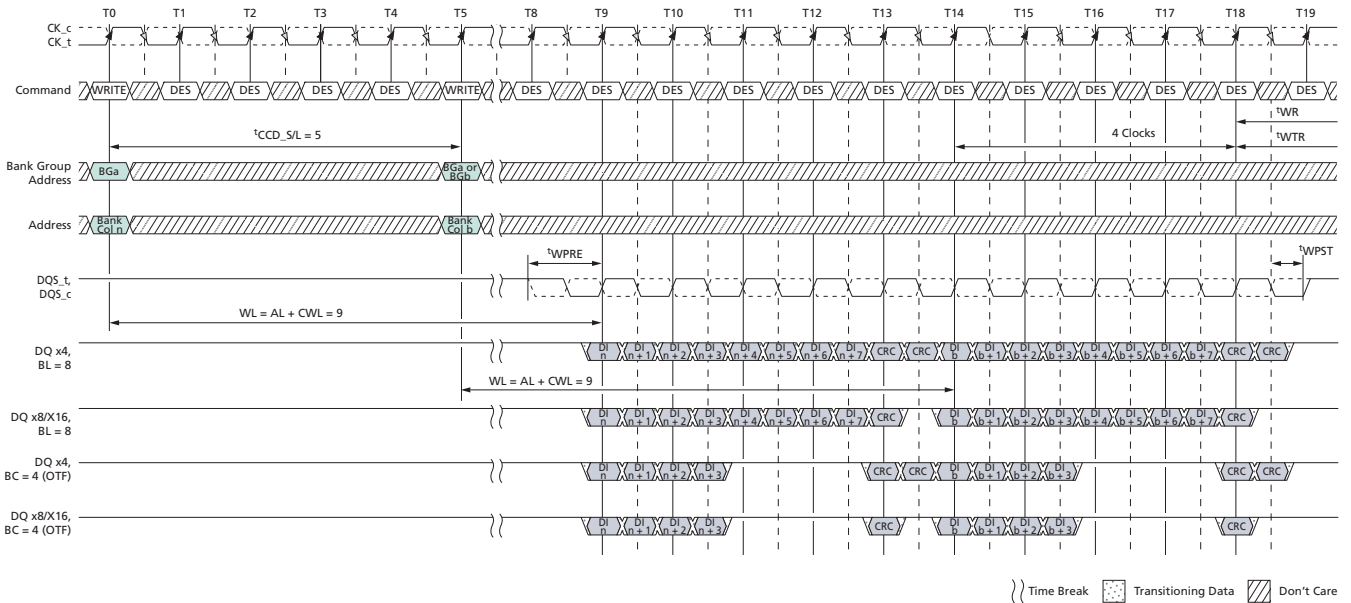 T0 T1 T2 T3 T4 T5 T8 T9 T10 T11 T12 T13 T14 T15 T16 T17 T18 T19
CK_c
CK_t
Command WRITE DES DES DES DES WRITE DES DES DES DES DES DES DES DES DES DES DES DES
tWR
tCCD_S/L = 5 4 Clocks tWTR
Bank Group
Address
BGa
BGa or
BGb
Address
Bank
Col n
Bank
Col b
tWPRE tWPST
DQS_t,
DQS_c
WL = AL + CWL = 9
DQ x4,
BL = 8
DI n DI n + 1 DI n + 2 DI n + 3 DI n + 4 DI n + 5 DI n + 6 DI n + 7 CRC CRC DI b DI b + 1 DI b + 2 DI b + 3 DI b + 4 DI b + 5 DI b + 6 DI b + 7 CRC CRC
WL = AL + CWL = 9
DQ x8/X16,
BL = 8
DI n DI n + 1 DI n + 2 DI n + 3 DI n + 4 DI n + 5 DI n + 6 DI n + 7 CRC DI b DI b + 1 DI b + 2 DI b + 3 DI b + 4 DI b + 5 DI b + 6 DI b + 7 CRC
DQ x4,
BC = 4 (OTF)
DI n DI n + 1 DI n + 2 DI n + 3 CRC CRC DI b DI b + 1 DI b + 2 DI b + 3 CRC CRC
DQ x8/X16,
BC = 4 (OTF)
DI n DI n + 1 DI n + 2 DI n + 3 CRC DI b DI b + 1 DI b + 2 DI b + 3 CRC
Time Break Transitioning Data Don't Care